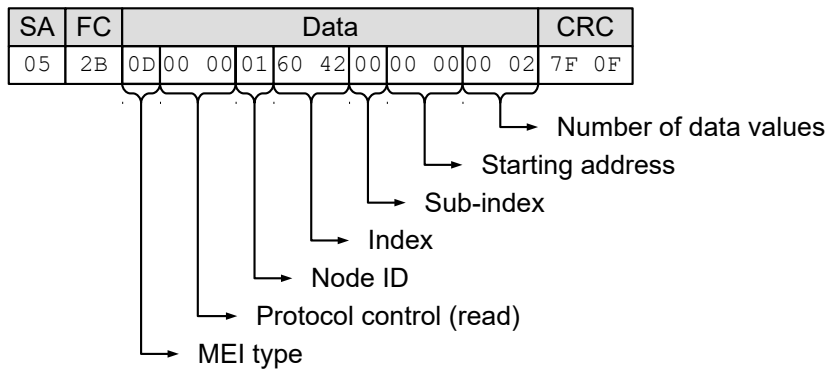 SA FC Data CRC
05 2B 0D 00 00 01 60 42 00 00 00 00 02 7F 0F
Number of data values
Starting address
Sub-index
Index
Node ID
Protocol control (read)
MEI type